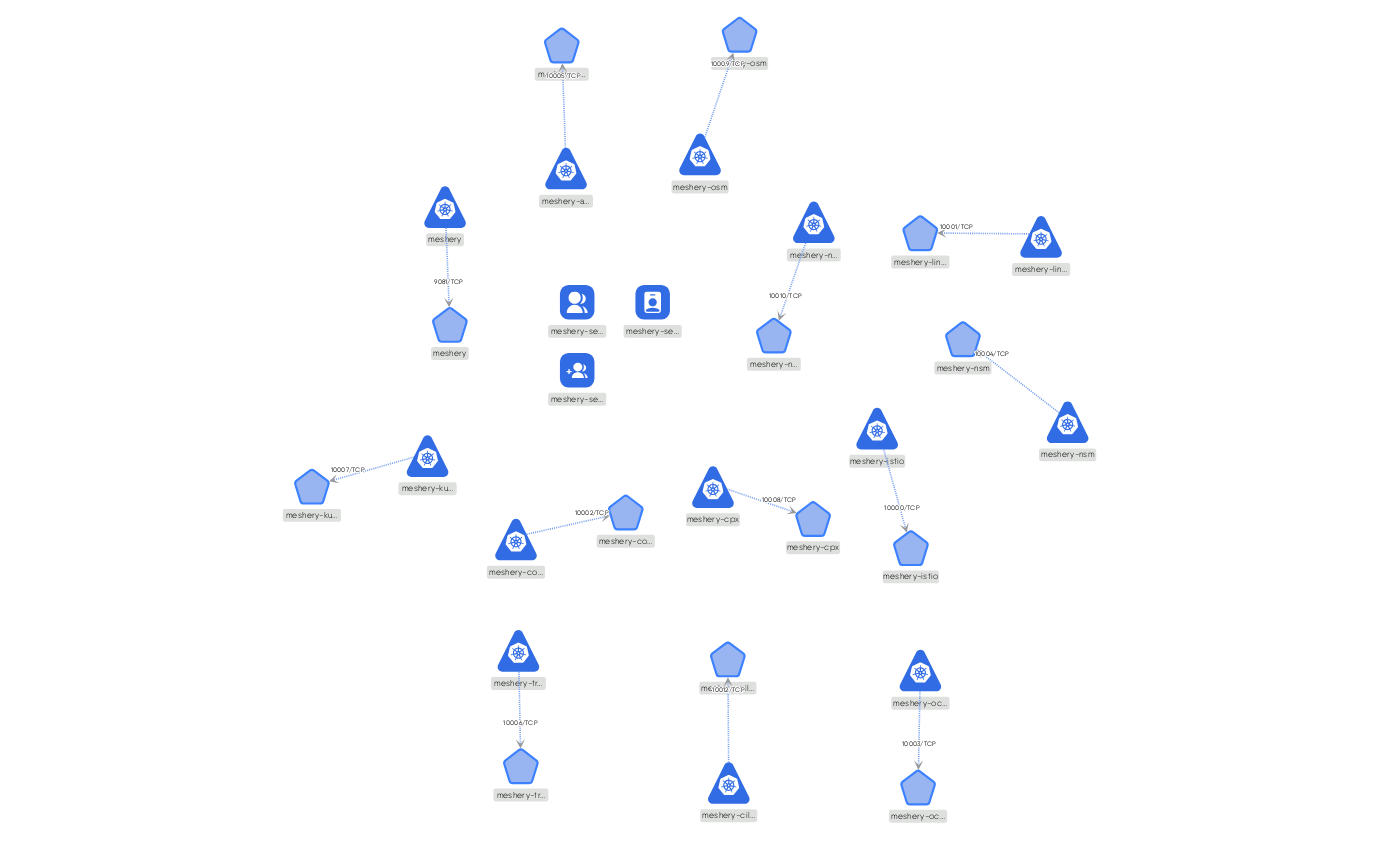 10005/TCP
10009/TCP
meshery-a...
meshery-osm
meshery
meshery-n...
10001/TCP
meshery-lin...
meshery-lin...
9081/TCP
10010/TCP
meshery-se...
meshery-se...
meshery
meshery-n...
10004/TCP
meshery-nsm
meshery-se...
meshery-nsm
meshery-istio
10007/TCP
meshery-ku...
meshery-ku...
10008/TCP
10002/TCP
10000/TCP
meshery-cpx
meshery-co...
meshery-cpx
meshery-co...
meshery-istio
meshery-tr...
10012/TCP
meshery-oc...
10006/TCP
10003/TCP
meshery-tr...
meshery-cil...
meshery-oc...